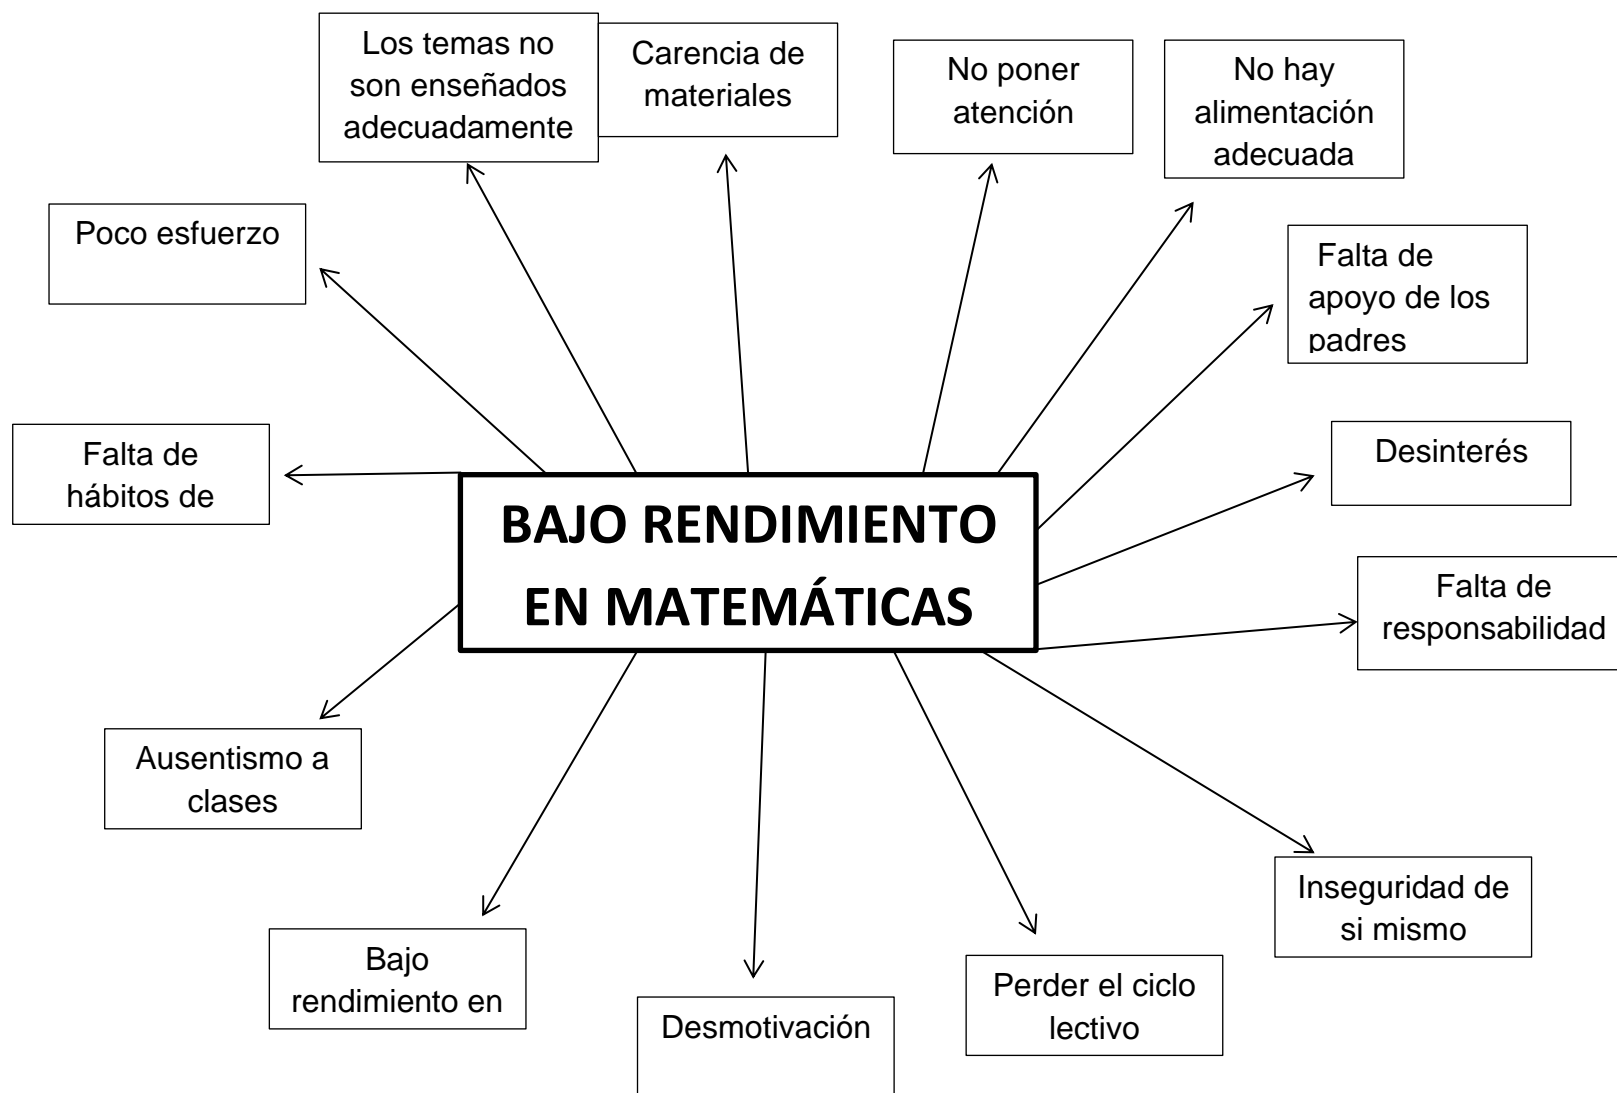 Los temas no
son enseñados
adecuadamente
Carencia de
materiales
No poner
atención
No hay
alimentación
adecuada
Poco esfuerzo
Falta de
apoyo de los
padres
Falta de
hábitos de
Desinterés
BAJO RENDIMIENTO
EN MATEMÁTICAS
Falta de
responsabilidad
Ausentismo a
clases
Inseguridad de
si mismo
Bajo
rendimiento en
Desmotivación
Perder el ciclo
lectivo